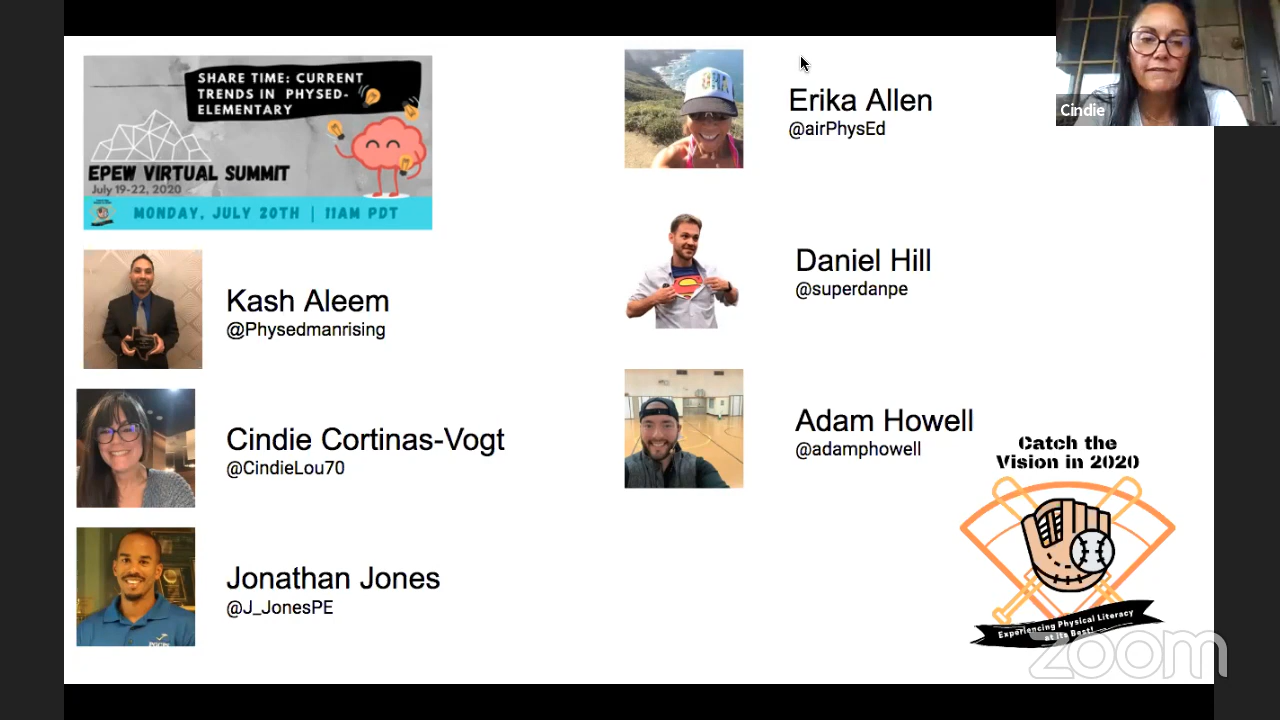 SHARE TIME: CURRENT
TRENDS IN PHYSED-
ELEMENTARY
EPEW VIRTUAL SUMMIT
July 19-22, 2020
MONDAY, JULY 20TH | 11AM PDT
Kash Aleem
@Physedmanrising
Cindie Cortinas-Vogt
@CindieLou70
Jonathan Jones
@J_JonesPE
Erika Allen
@airPhysEd
Daniel Hill
@superdanpe
Adam Howell
@adamphowell
Catch the
Vision in 2020
Experiencing Physical Literacy
at its Best!
Cindie
zoom